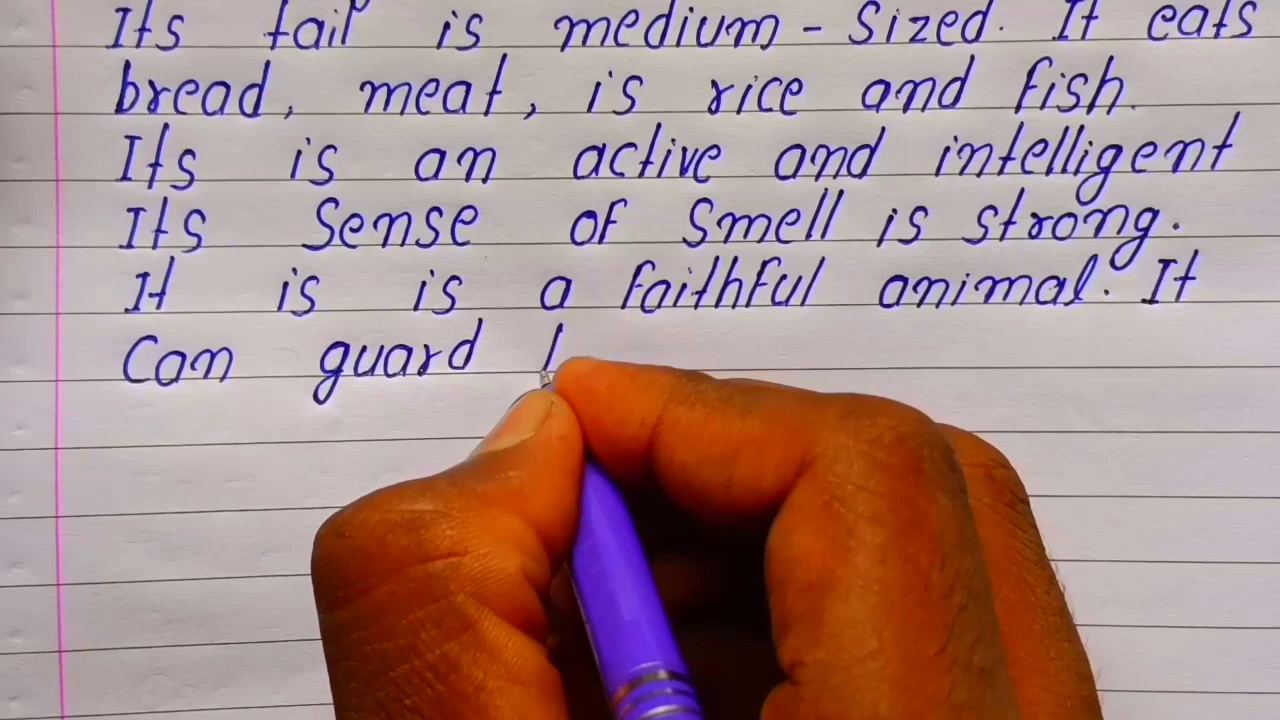 Its tail is medium - Sized. It eats
bread, meat, is rice and fish.
Its is an active and intelligent
Its Sense of Smell is strong.
It is is a faithful animal. It
Can guard